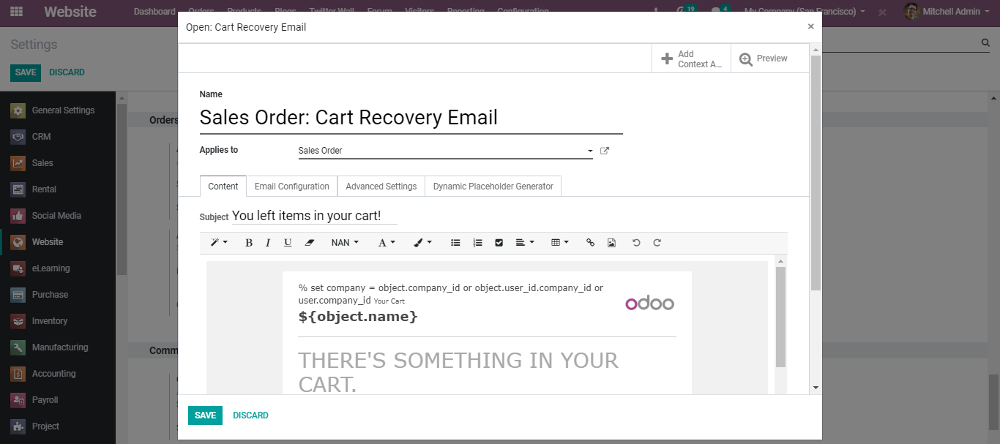 Website
Dashboard Orders Products Blogs Twitter Wall Forum Visitors Reporting Configuration
19
4
My Company (San Francisco)
Mitchell Admin
Open: Cart Recovery Email
×
Settings
SAVE DISCARD
Add
Context A...
Preview
General Settings
CRM
Sales
Rental
Social Media
Website
eLearning
Purchase
Inventory
Manufacturing
Accounting
Payroll
Project
Orders
Comm
Name
Sales Order: Cart Recovery Email
Applies to Sales Order
Content Email Configuration Advanced Settings Dynamic Placeholder Generator
Subject You left items in your cart!
B I U NAN A
% set company = object.company_id or object.user_id.company_id or
user.company_id Your Cart
${object.name}
odoo
THERE'S SOMETHING IN YOUR
CART.
SAVE DISCARD